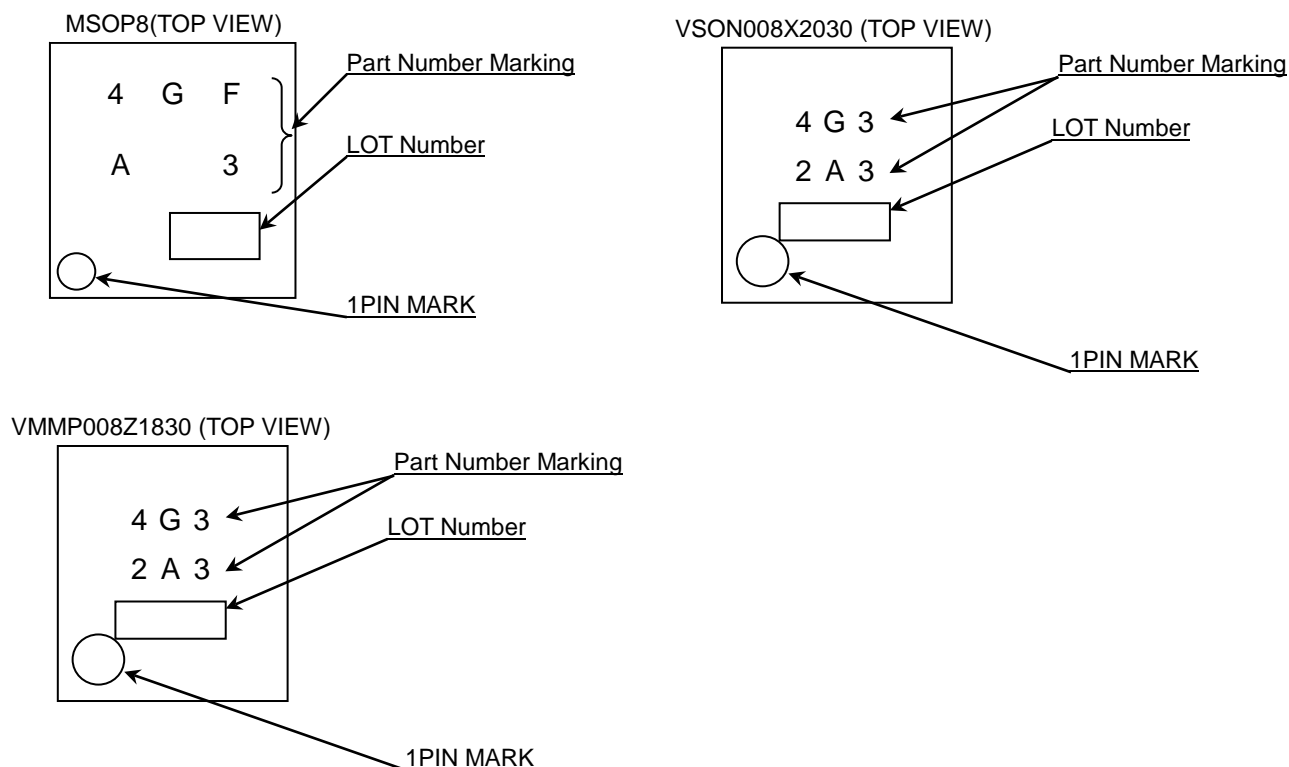 MSOP8(TOP VIEW)
4 G F
A 3
Part Number Marking
LOT Number
1PIN MARK
VSON008X2030 (TOP VIEW)
4 G 3
2 A 3
Part Number Marking
LOT Number
1PIN MARK
VMMP008Z1830 (TOP VIEW)
4 G 3
2 A 3
Part Number Marking
LOT Number
1PIN MARK